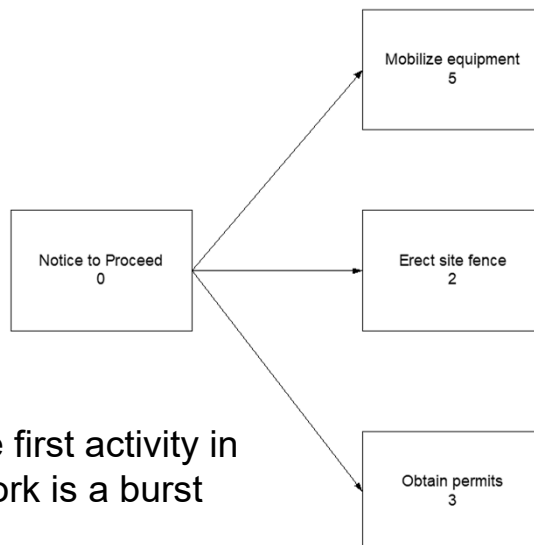 Mobilize equipment
5
Notice to Proceed
0
Erect site fence
2
first activity in
is a burst
Obtain permits
3